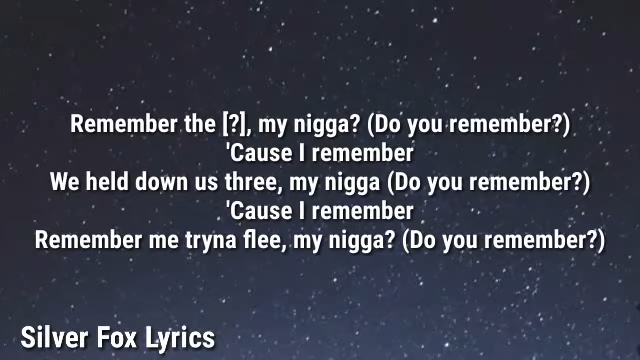 Remember the [?], my nigga? (Do you remember?)
'Cause I remember
We held down us three, my nigga (Do you remember?)
'Cause I remember
Remember me tryna flee, my nigga? (Do you remember?)
Silver Fox Lyrics